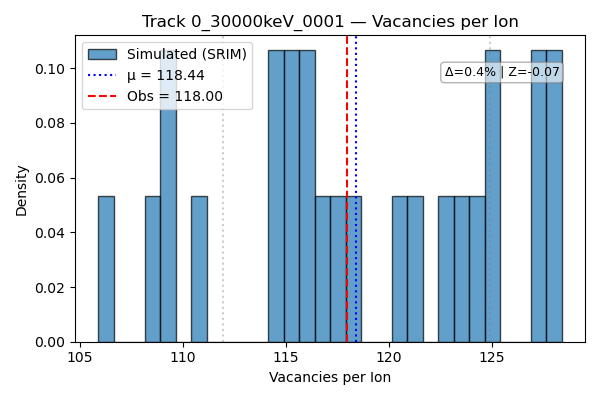 Track 0_30000keV_0001 — Vacancies per Ion
Simulated (SRIM)
μ = 118.44
Obs = 118.00
Δ=0.4% | Z=-0.07
Density
0.10
0.08
0.06
0.04
0.02
0.00
105
110
115
120
125
Vacancies per Ion